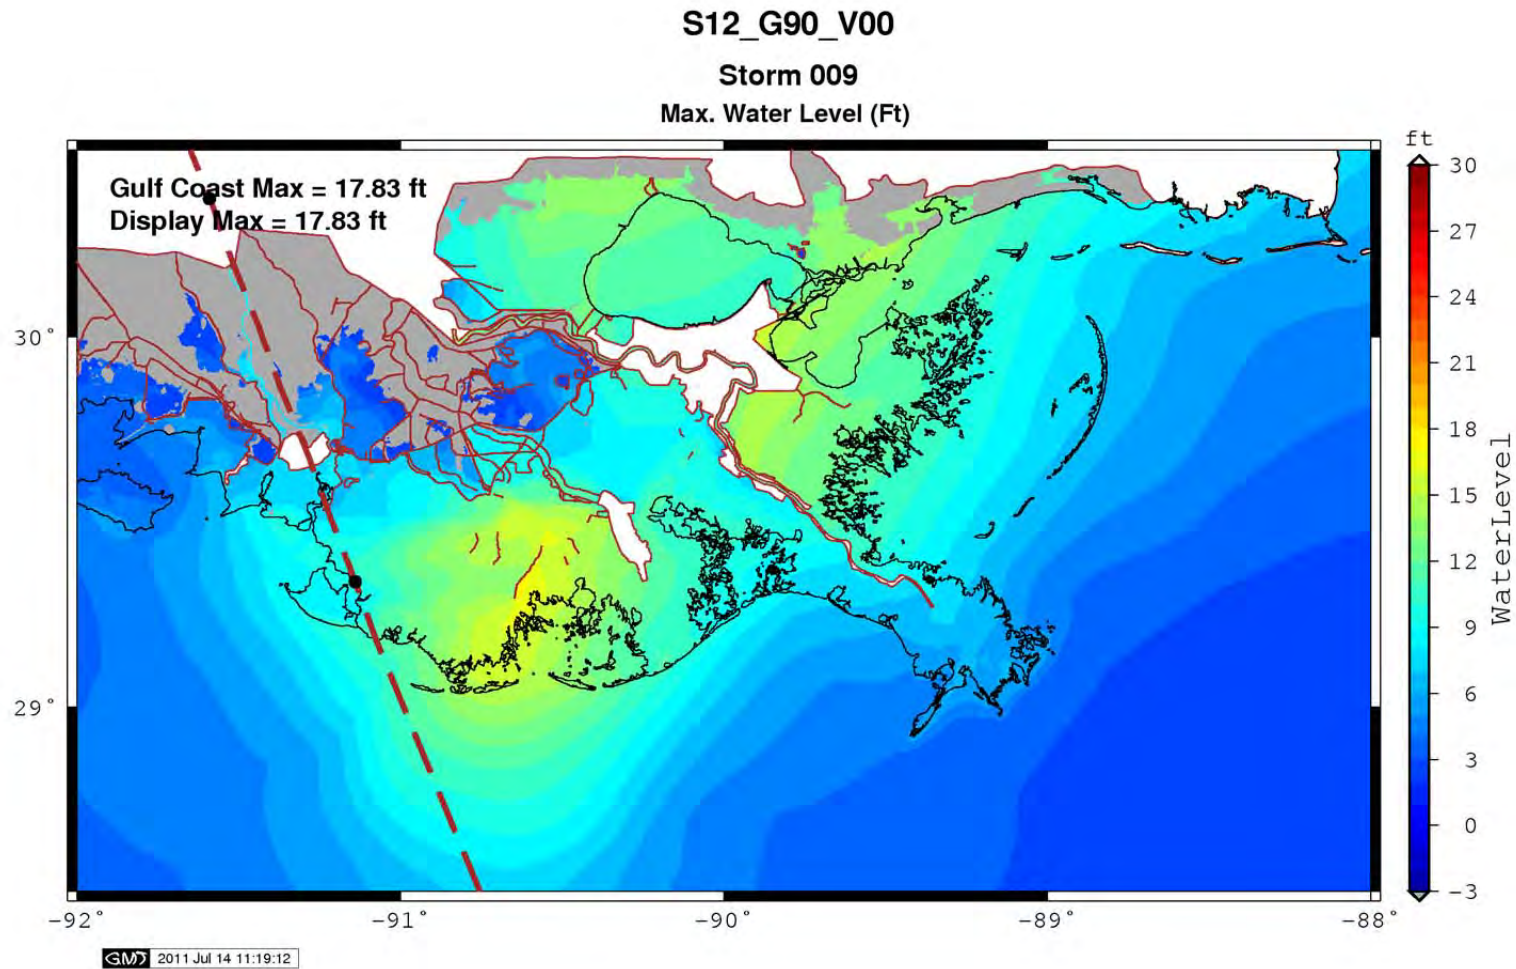 S12_G90_V00
Storm 009
Max. Water Level (Ft)
Gulf Coast Max = 17.83 ft
Display Max = 17.83 ft
30°
29°
-92°
-91°
-90°
-89°
-88°
ft
30
27
24
21
18
15
12
9
6
3
0
-3
WaterLevel
GMT 2011 Jul 14 11:19:12